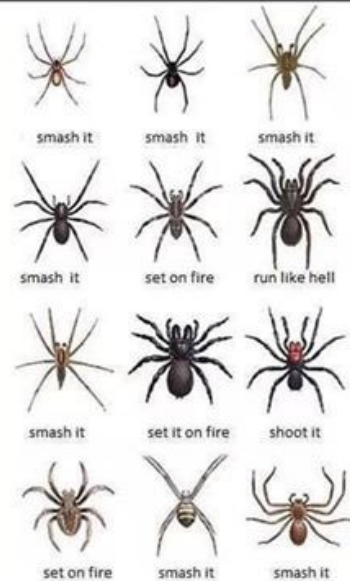 smash it smash it smash it
smash it set on fire run like hell
smash it set it on fire shoot it
set on fire smash it smash it